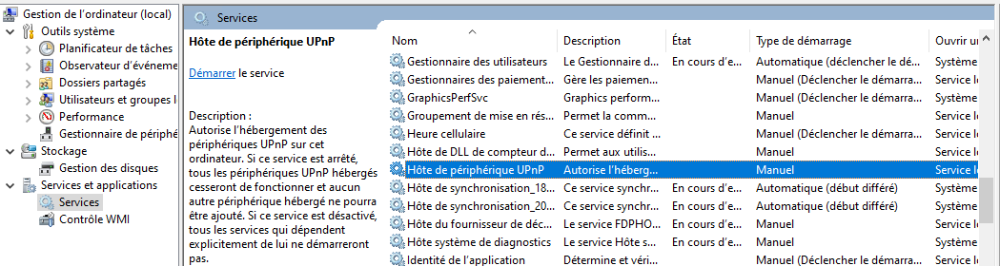 Gestion de l'ordinateur (local)
Outils système
Planificateur de tâches
Observateur d'événeme
Dossiers partagés
Utilisateurs et groupes l
Performance
Gestionnaire de périphé
Stockage
Gestion des disques
Services et applications
Services
Contrôle WMI
Services
Hôte de périphérique UPnP
Démarrer le service
Description :
Autorise l'hébergement des
périphériques UPnP sur cet
ordinateur. Si ce service est arrêté,
tous les périphériques UPnP hébergés
cesseront de fonctionner et aucun
autre périphérique hébergé ne pourra
être ajouté. Si ce service est désactivé,
tous les services qui dépendent
explicitement de lui ne démarreront
pas.
Nom Description État Type de démarrage Ouvrir un
Gestionnaire des utilisateurs Le Gestionnaire d... En cours d'e... Automatique (déclencher le dé... Système
Gestionnaires des paiement... Gère les paiemen... Manuel (Déclencher le démarra... Service lo
GraphicsPerfSvc Graphics perform... Manuel (Déclencher le démarra... Système
Groupement de mise en rés... Permet la comm... Manuel Service lo
Heure cellulaire Ce service définit ... Manuel (Déclencher le démarra... Service lo
Hôte de DLL de compteur d... Permet aux utilis... Manuel Service lo
Hôte de périphérique UPnP Autorise l'héberg... Manuel Service lo
Hôte de synchronisation_18... Ce service synchr... En cours d'e... Automatique (début différé) Système
Hôte de synchronisation_20... Ce service synchr... En cours d'e... Automatique (début différé) Système
Hôte du fournisseur de déc... Le service FDPHO... En cours d'e... Manuel Service lo
Hôte système de diagnostics Le service Hôte s... En cours d'e... Manuel Système
Identité de l'application Détermine et véri... Manuel (Déclencher le démarra... Service lo